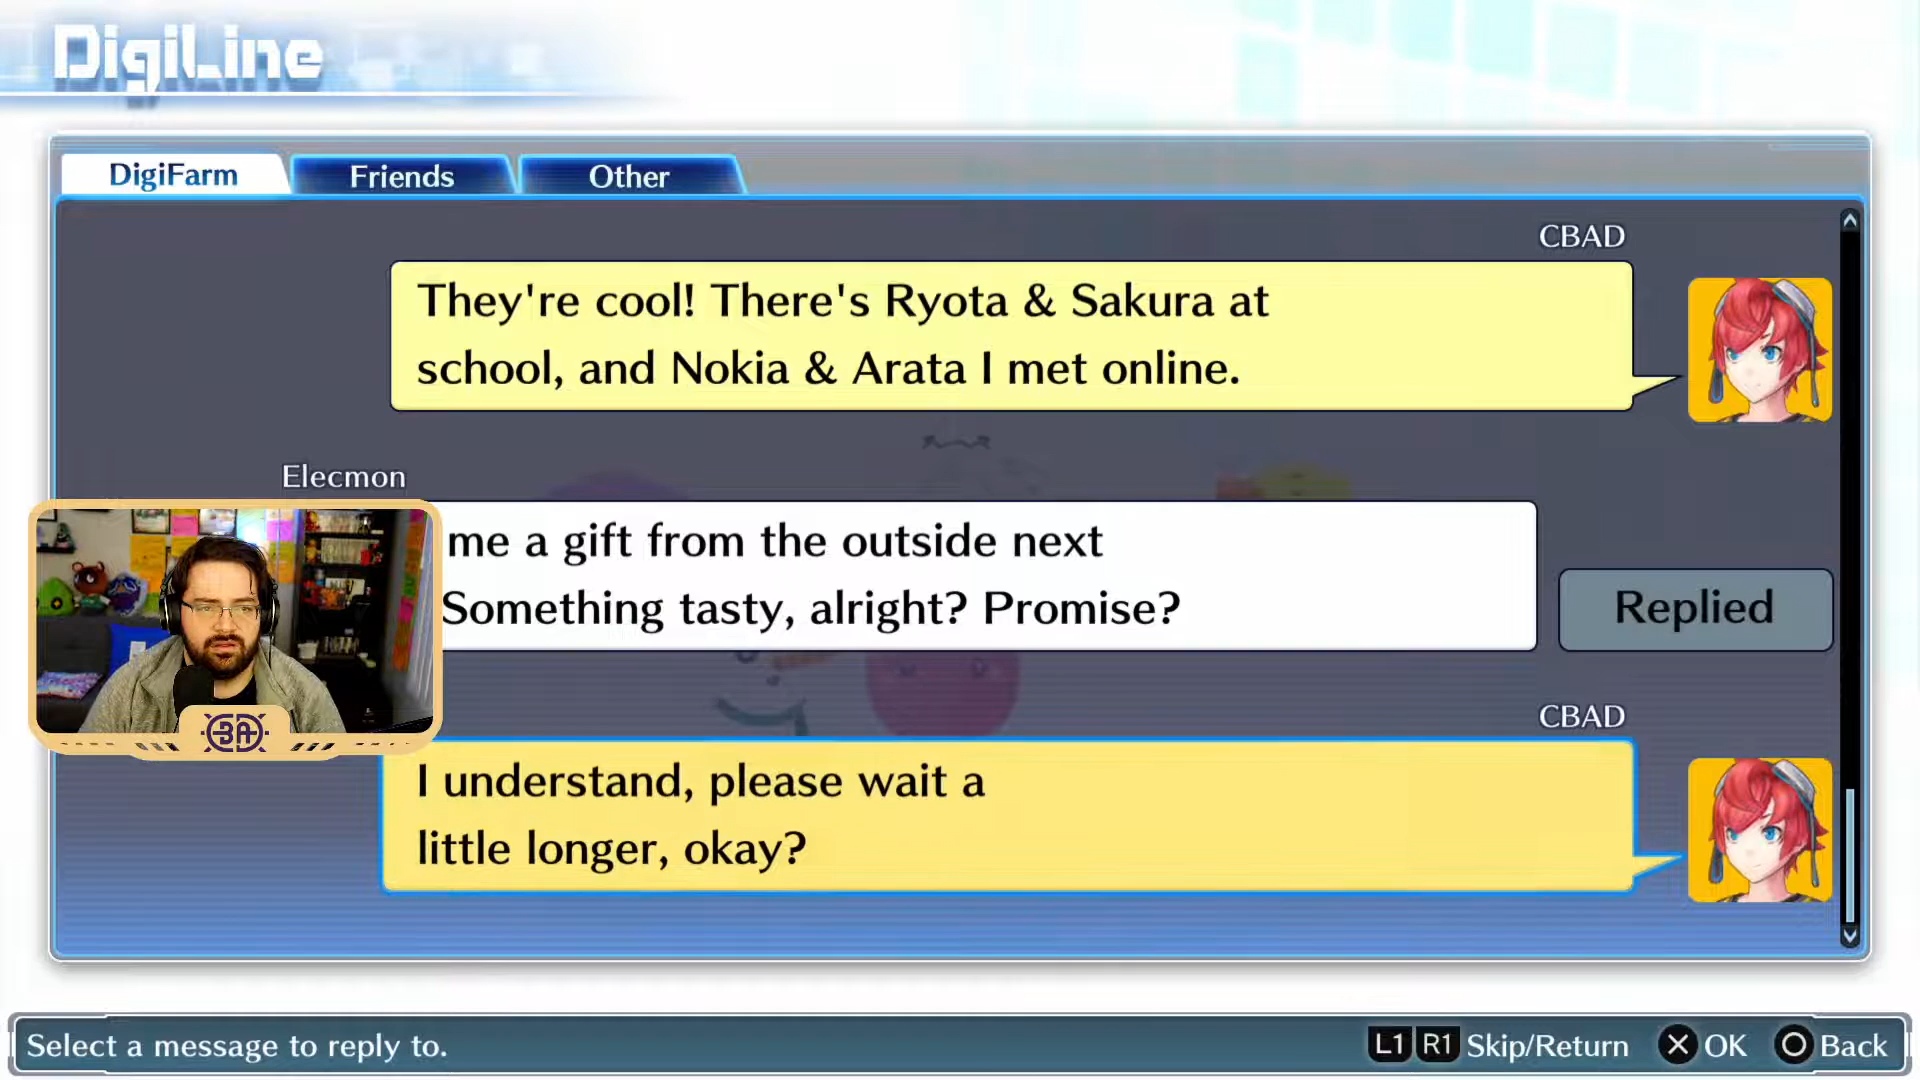 DigiLine
DigiFarm
Friends
Other
CBAD
They're cool! There's Ryota & Sakura at
school, and Nokia & Arata I met online.
Elecmon
me a gift from the outside next
Something tasty, alright? Promise?
Replied
BA
CBAD
I understand, please wait a
little longer, okay?
Select a message to reply to.
L1 R1 Skip/Return
OK
Back